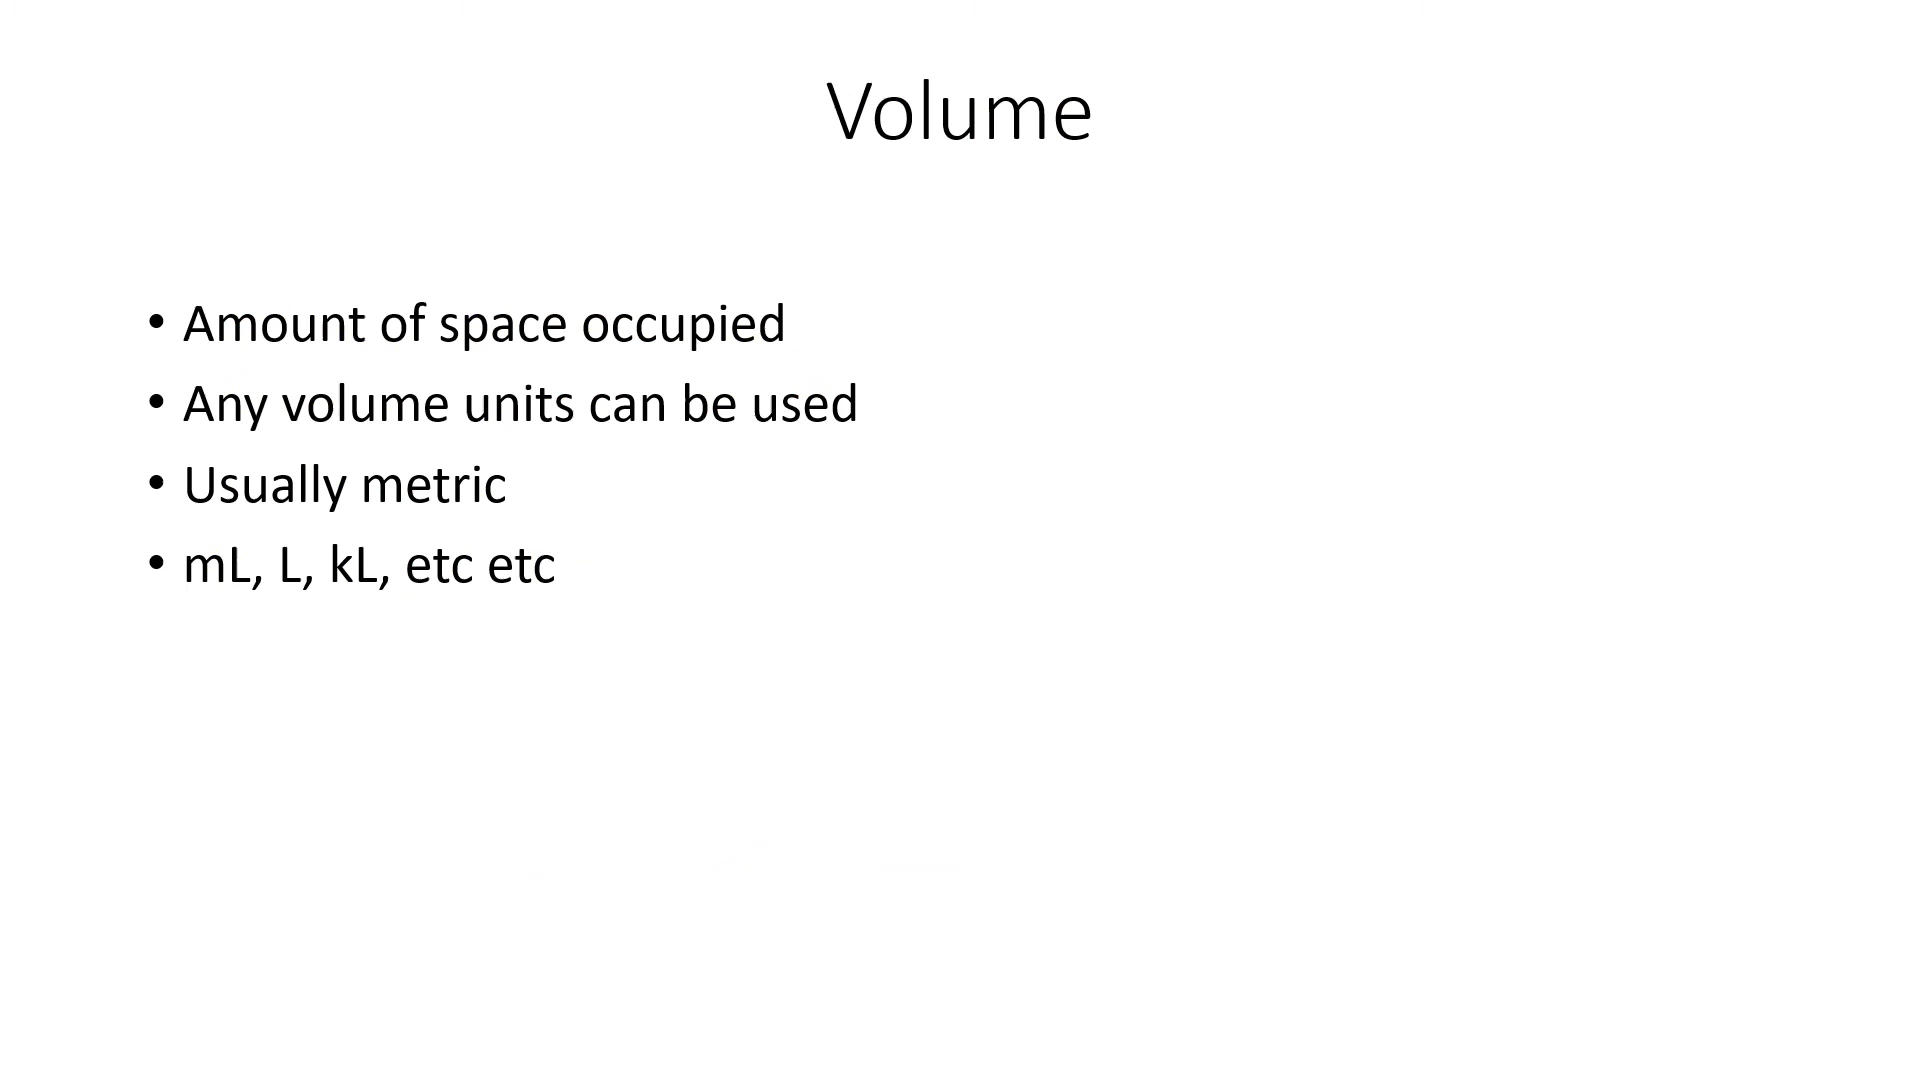 Volume
• Amount of space occupied
• Any volume units can be used
• Usually metric
• mL, L, kL, etc etc